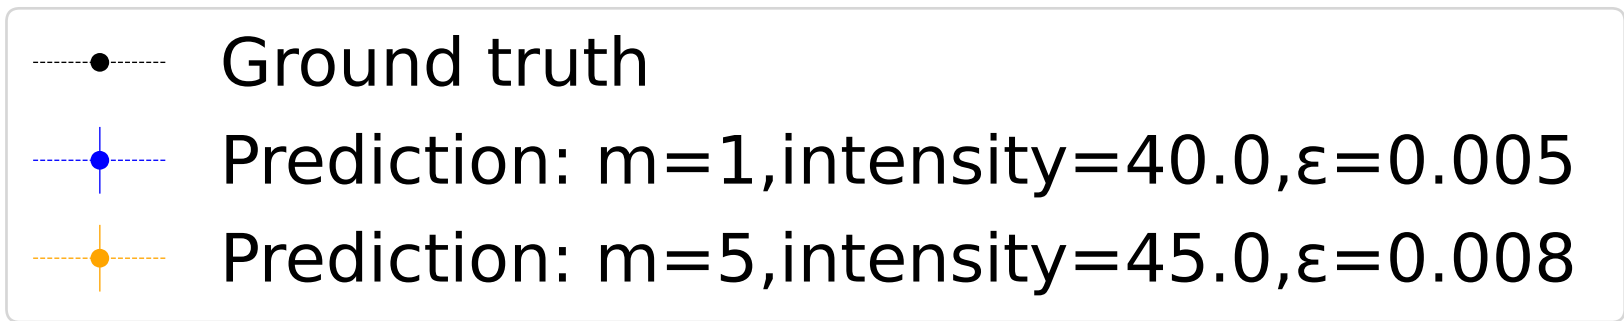 Ground truth
Prediction: m=1,intensity=40.0,ε=0.005
Prediction: m=5,intensity=45.0,ε=0.008